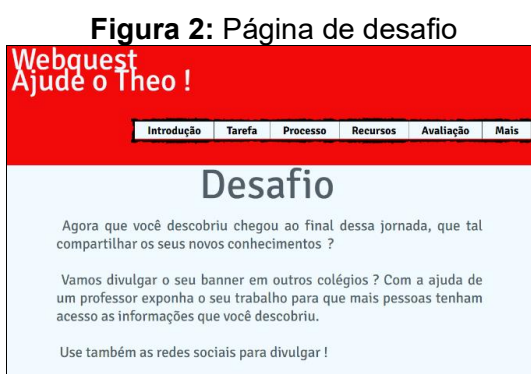 Figura 2: Página de desafio
Webquest
Ajude o Theo !
Introdução Tarefa Processo Recursos Avaliação Mais
Desafio
Agora que você descobriu chegou ao final dessa jornada, que tal
compartilhar os seus novos conhecimentos ?
Vamos divulgar o seu banner em outros colégios ? Com a ajuda de
um professor exponha o seu trabalho para que mais pessoas tenham
acesso as informações que você descobriu.
Use também as redes sociais para divulgar !